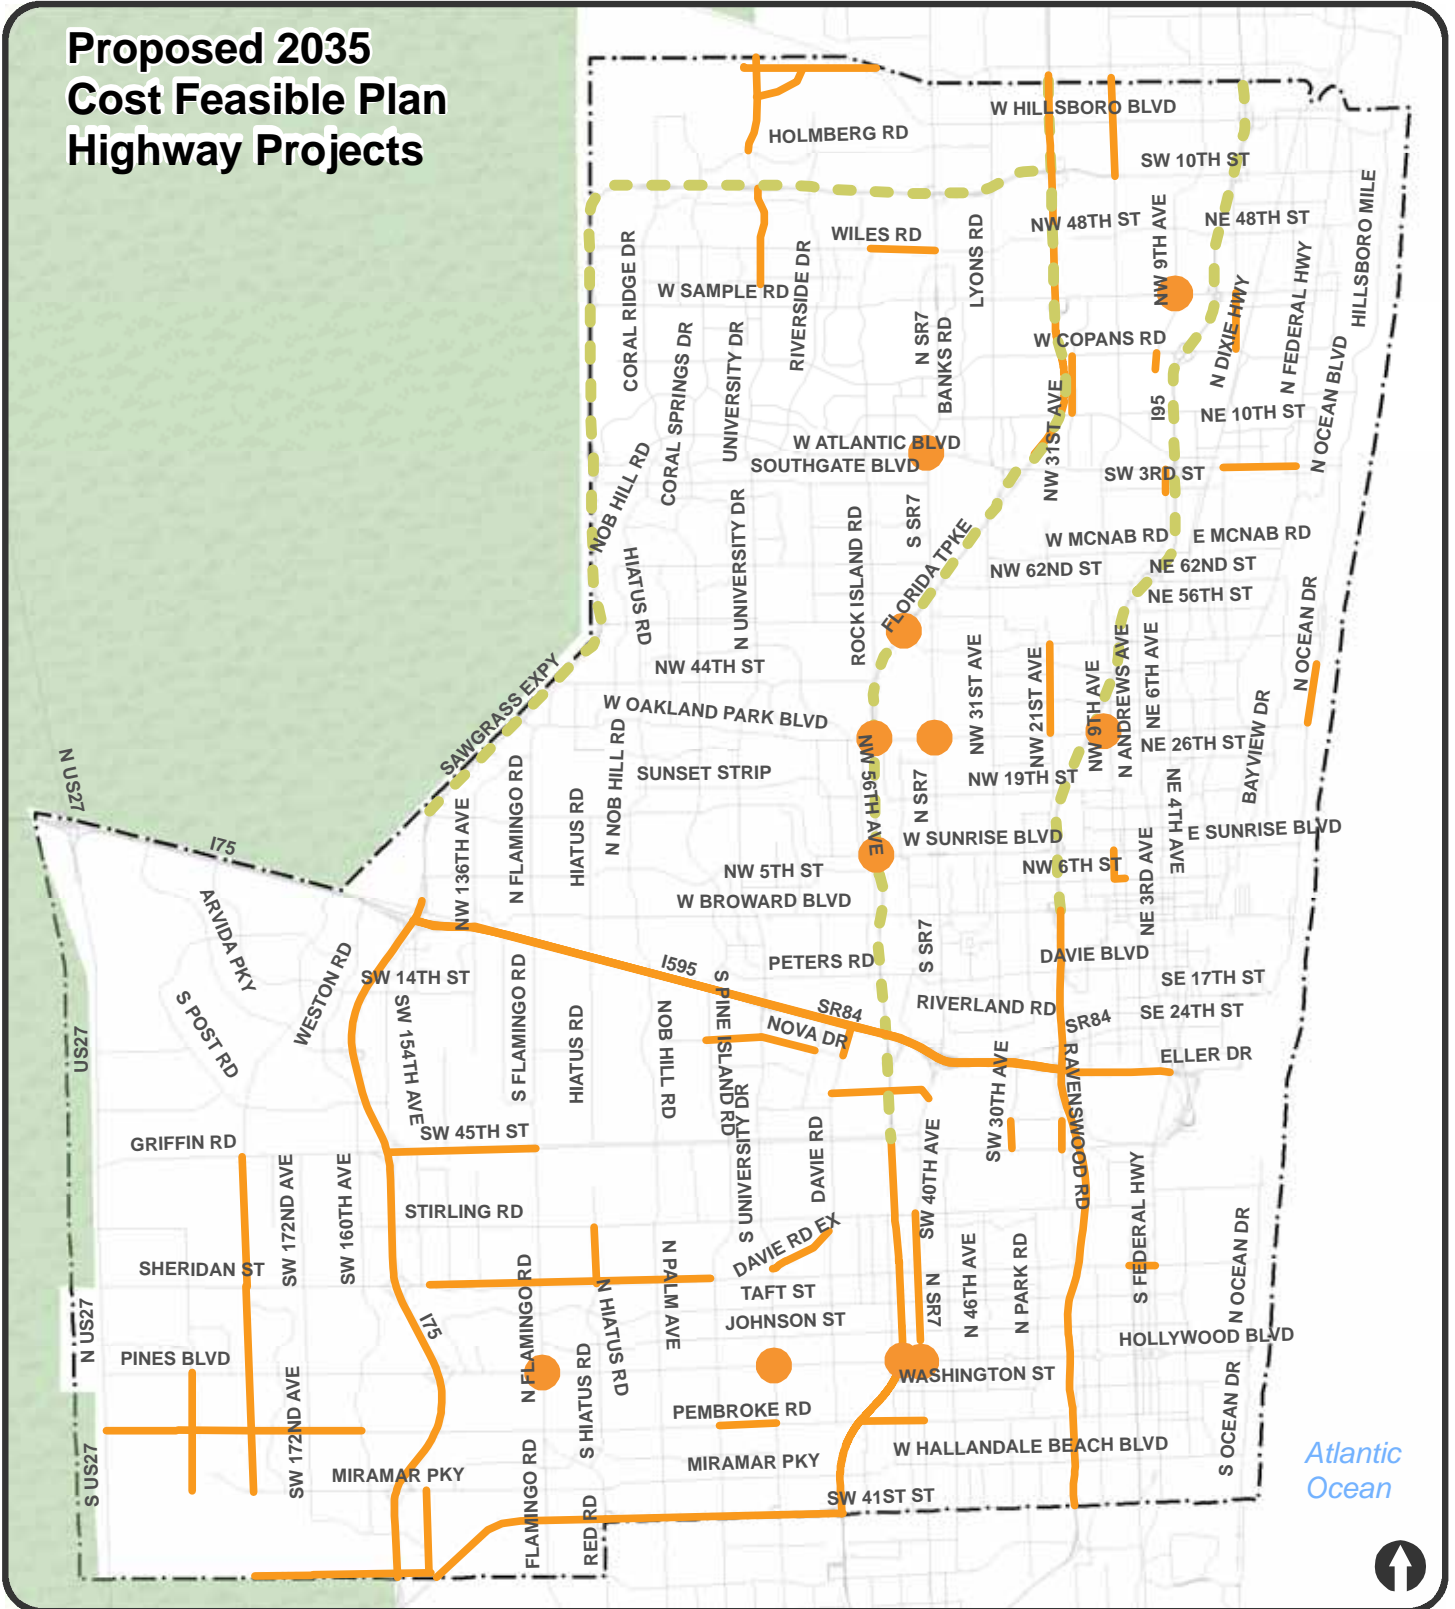 Proposed 2035
Cost Feasible Plan
Highway Projects
W HILLSBORO BLVD
HOLMBERG RD
SW 10TH ST
HILLSBORO MILE
NW 9TH AVE
NW 48TH ST
NE 48TH ST
LYONS RD
WILES RD
CORAL RIDGE DR
RIVERSIDE DR
N FEDERAL HWY
W SAMPLE RD
N DIXIE HWY
N SR7
BANKS RD
W COPANS RD
CORAL SPRINGS DR
UNIVERSITY DR
N OCEAN BLVD
NW 31ST AVE
I95
NE 10TH ST
W ATLANTIC BLVD
SOUTHGATE BLVD
NOB HILL RD
SW 3RD ST
N UNIVERSITY DR
ROCK ISLAND RD
S SR7
FLORIDA TPKE
W MCNAB RD
E MCNAB RD
HIATUS RD
NW 62ND ST
NE 62ND ST
NE 56TH ST
N OCEAN DR
NW 44TH ST
NW 31ST AVE
NW 21ST AVE
NW 9TH AVE
N ANDREWS AVE
NE 6TH AVE
SAWGRASS EXPY
W OAKLAND PARK BLVD
BAYVIEW DR
NE 26TH ST
N US27
N FLAMINGO RD
HIATUS RD
N NOB HILL RD
SUNSET STRIP
NW 56TH AVE
N SR7
NW 19TH ST
NE 4TH AVE
NW 136TH AVE
I75
W SUNRISE BLVD
E SUNRISE BLVD
NW 5TH ST
NW 6TH ST
NE 3RD AVE
W BROWARD BLVD
ARVIDA PKY
WESTON RD
S SR7
DAVIE BLVD
I595
PETERS RD
SW 14TH ST
SE 17TH ST
S POST RD
SW 154TH AVE
S FLAMINGO RD
HIATUS RD
NOB HILL RD
S PINE ISLAND RD
SR84
RIVERLAND RD
SE 24TH ST
US27
NOVA DR
SR84
SW 30TH AVE
RAVENSWOOD RD
ELLER DR
S UNIVERSITY DR
DAVIE RD
SW 40TH AVE
GRIFFIN RD
SW 45TH ST
SW 172ND AVE
SW 160TH AVE
STIRLING RD
S FEDERAL HWY
DAVIE RD EX
N OCEAN DR
SHERIDAN ST
N FLAMINGO RD
N HIATUS RD
N PALM AVE
TAFT ST
N SR7
N 46TH AVE
N PARK RD
N US27
I75
JOHNSON ST
HOLLYWOOD BLVD
PINES BLVD
SW 172ND AVE
S HIATUS RD
WASHINGTON ST
S OCEAN DR
PEMBROKE RD
W HALLANDALE BEACH BLVD
S US27
MIRAMAR PKY
MIRAMAR PKY
Atlantic
Ocean
FLAMINGO RD
RED RD
SW 41ST ST